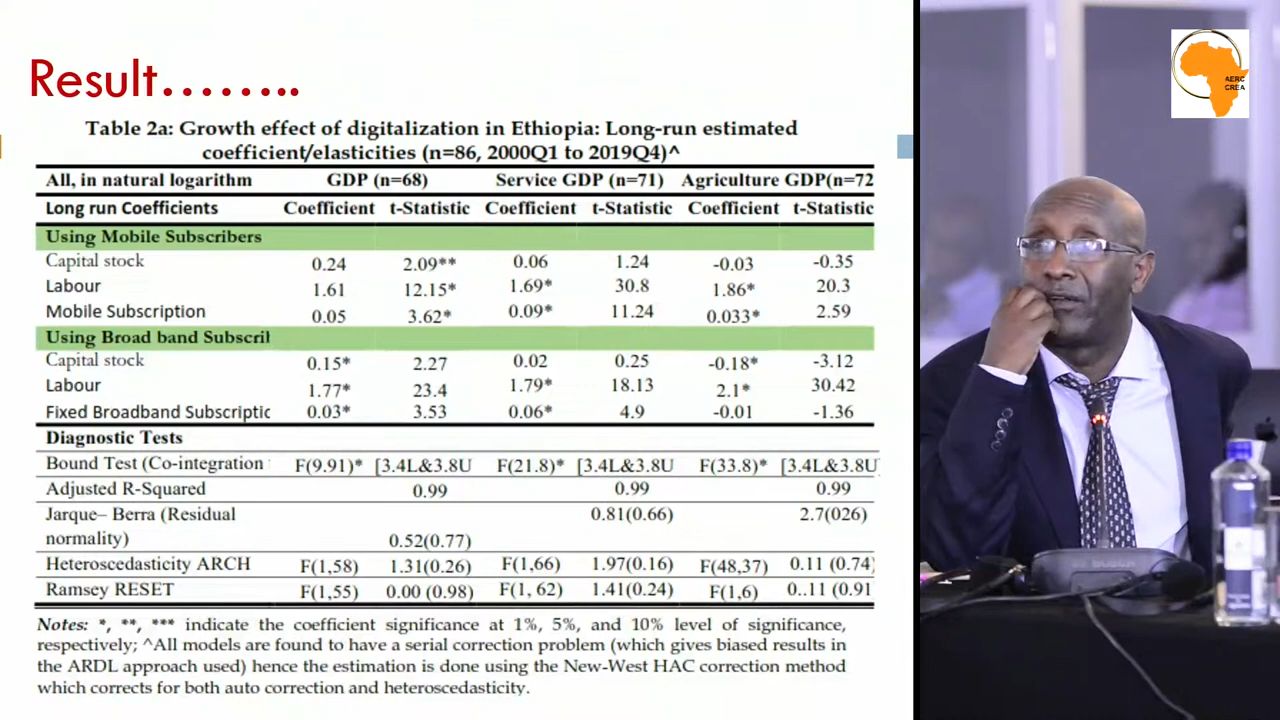 Result……..
Table 2a: Growth effect of digitalization in Ethiopia: Long-run estimated
coefficient/elasticities (n=86, 2000Q1 to 2019Q4)^
All, in natural logarithm GDP (n=68) Service GDP (n=71) Agriculture GDP(n=72
Long run Coefficients Coefficient t-Statistic Coefficient t-Statistic Coefficient t-Statistic
Using Mobile Subscribers
Capital stock 0.24 2.09** 0.06 1.24 -0.03 -0.35
Labour 1.61 12.15* 1.69* 30.8 1.86* 20.3
Mobile Subscription 0.05 3.62* 0.09* 11.24 0.033* 2.59
Using Broad band Subscril
Capital stock 0.15* 2.27 0.02 0.25 -0.18* -3.12
Labour 1.77* 23.4 1.79* 18.13 2.1* 30.42
Fixed Broadband Subscriptic 0.03* 3.53 0.06* 4.9 -0.01 -1.36
Diagnostic Tests
Bound Test (Co-integration F(9.91)* [3.4L&3.8U F(21.8)* [3.4L&3.8U F(33.8)* [3.4L&3.8U]
Adjusted R-Squared 0.99 0.99 0.99
Jarque– Berra (Residual 0.81(0.66) 2.7(026)
normality) 0.52(0.77)
Heteroscedasticity ARCH F(1,58) 1.31(0.26) F(1,66) 1.97(0.16) F(48,37) 0.11 (0.74)
Ramsey RESET F(1,55) 0.00 (0.98) F(1, 62) 1.41(0.24) F(1,6) 0..11 (0.91
Notes: *, **, *** indicate the coefficient significance at 1%, 5%, and 10% level of significance,
respectively; ^All models are found to have a serial correction problem (which gives biased results in
the ARDL approach used) hence the estimation is done using the New-West HAC correction method
which corrects for both auto correction and heteroscedasticity.
AERC
CREA